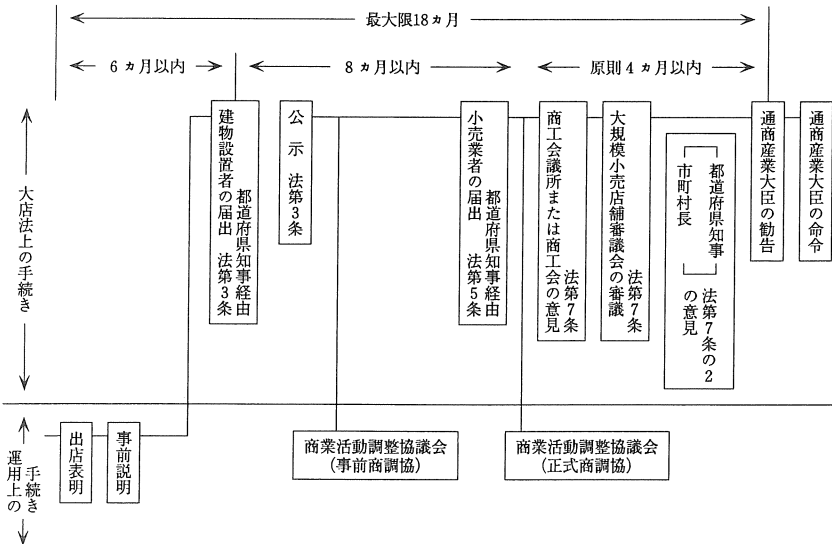 最大限18ヵ月
6ヵ月以内
8ヵ月以内
原則4ヵ月以内
大店法上の手続き
建物設置者の届出 法第3条
都道府県知事経由
公示 法第3条
小売業者の届出 法第5条
都道府県知事経由
商工会議所または商工会の意見
法第7条
大規模小売店舗審議会の審議
法第7条
都道府県知事
市町村長
法第7条の2
の意見
通商産業大臣の勧告
通商産業大臣の命令
運用上の
手続き
出店表明
事前説明
商業活動調整協議会
(事前商調協)
商業活動調整協議会
(正式商調協)